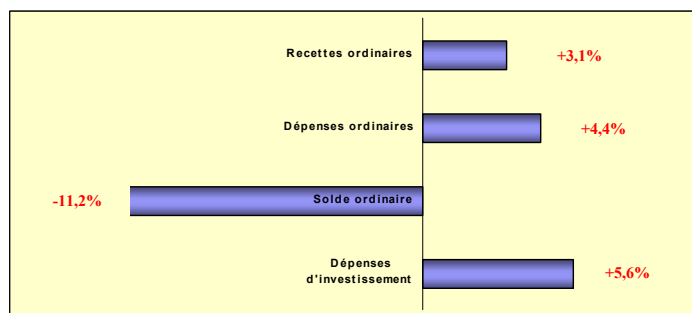 Recettes ordinaires
+3,1%
Dépenses ordinaires
+4,4%
-11,2%
Solde ordinaire
Dépenses
d'investissement
+5,6%